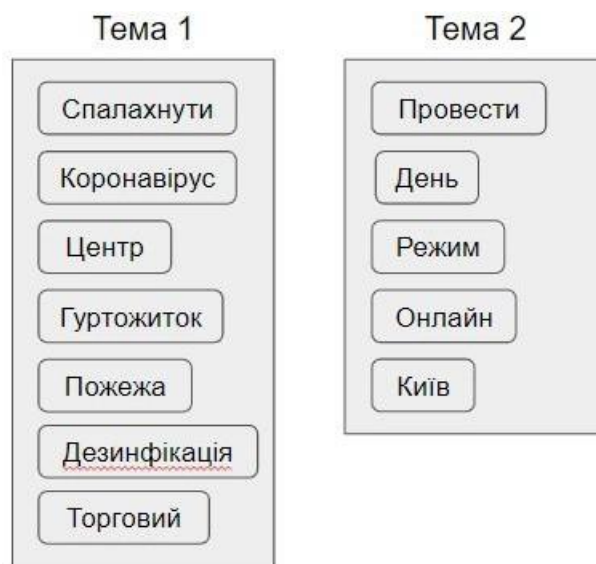 Тема 1
Спалахнути
Коронавірус
Центр
Гуртожиток
Пожежа
Дезинфікація
Торговий
Тема 2
Провести
День
Режим
Онлайн
Київ